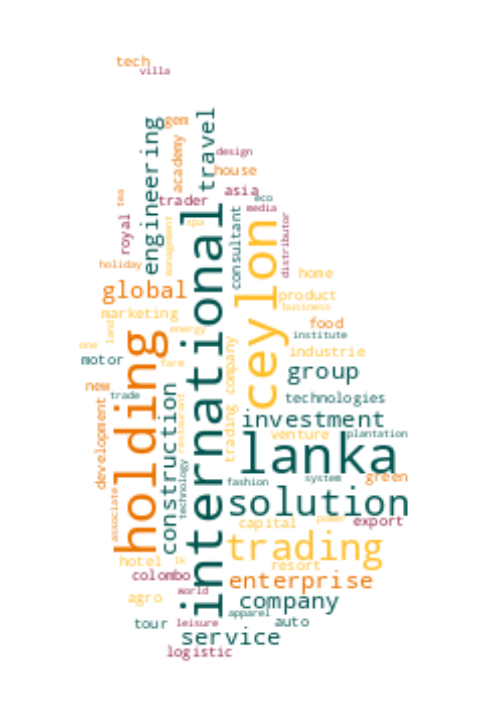 tech
villa
gem
engineering
travel
academy
design
house
asia
trader
tea
eco
media
royal
spa
consultant
distributor
management
international
ceylon
holiday
global
home
product
business
marketing
food
energy
land
institute
one
holding
industrie
motor
farm
company
group
new
trade
technologies
development
construction
restaurant
trading
investment
venture
plantation
lanka
technology
associate
fashion
system
green
solution
capital
power
export
trading
hotel
lk
resort
colombo
enterprise
world
agro
company
apparel
tour
leisure
auto
service
logistic